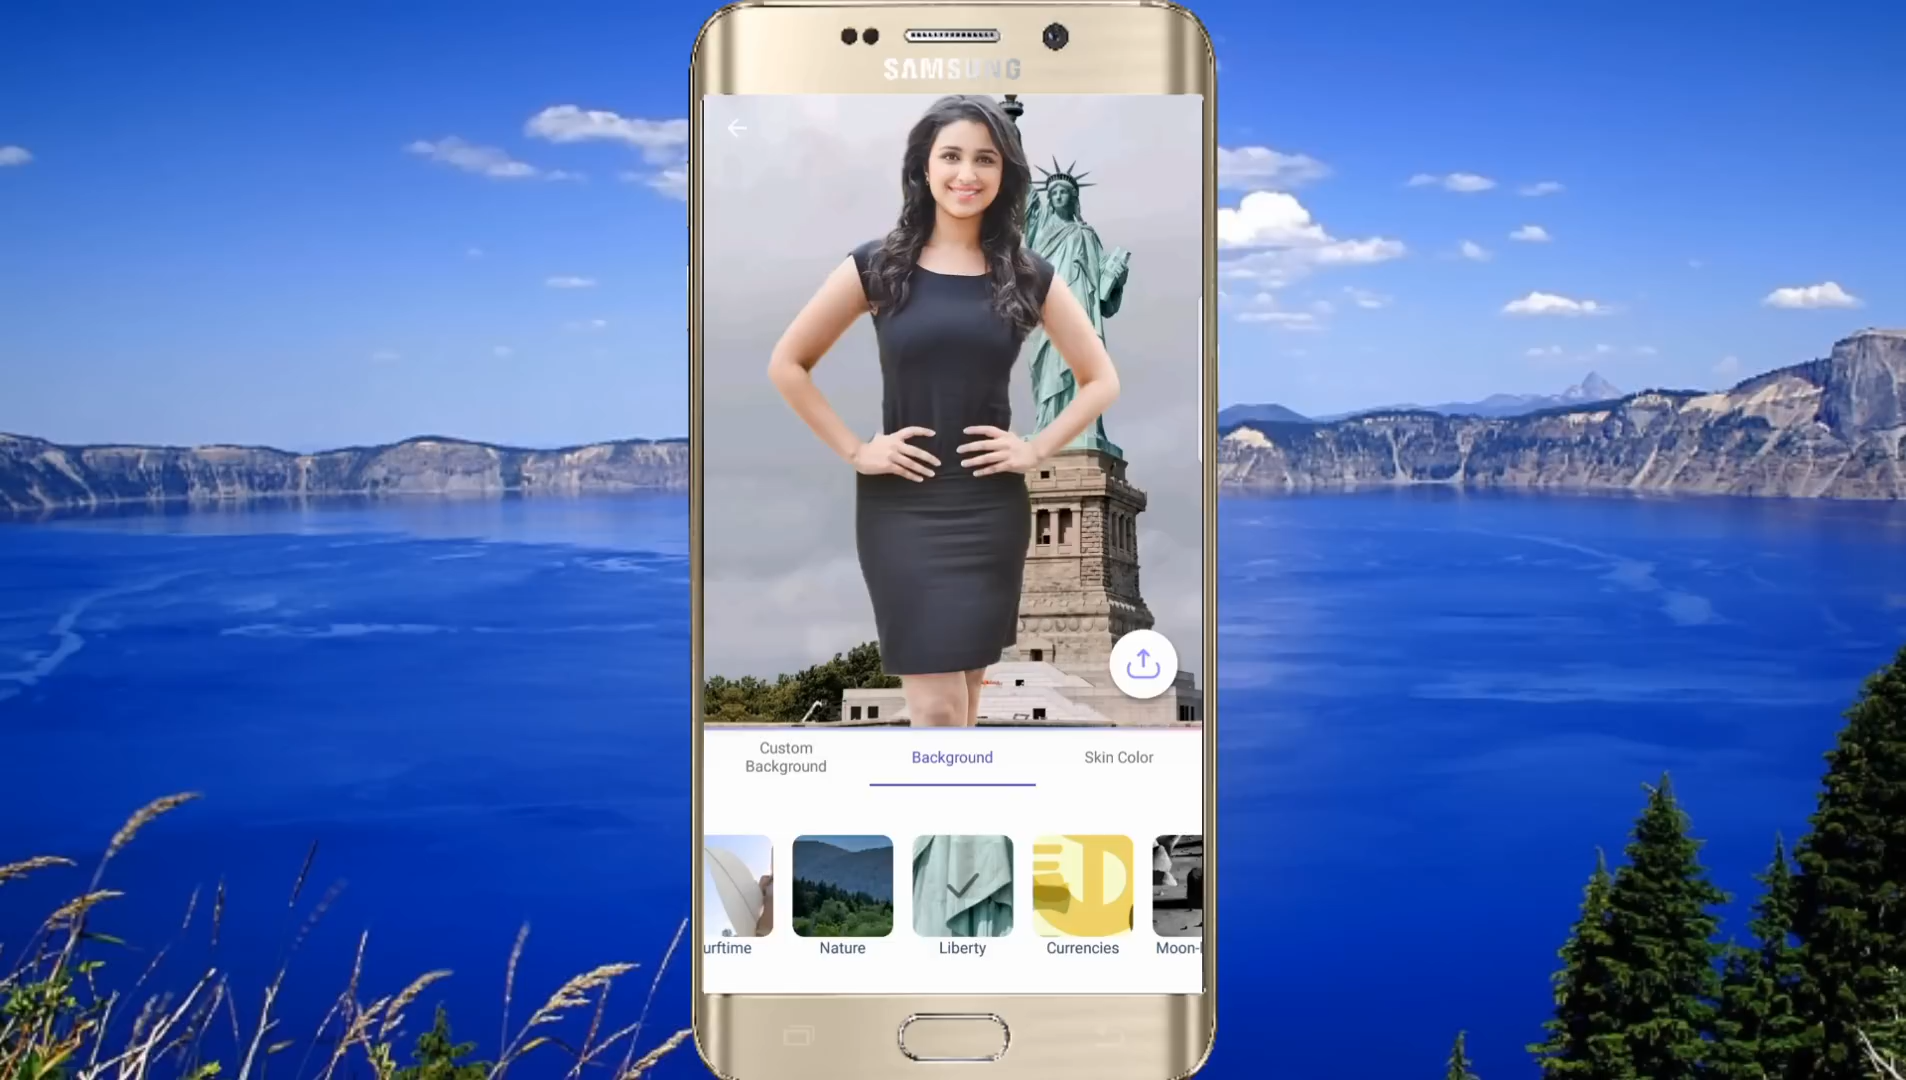 SAMSUNG
Custom
Background
Background
Skin Color
urftime
Nature
Liberty
Currencies
Moon-